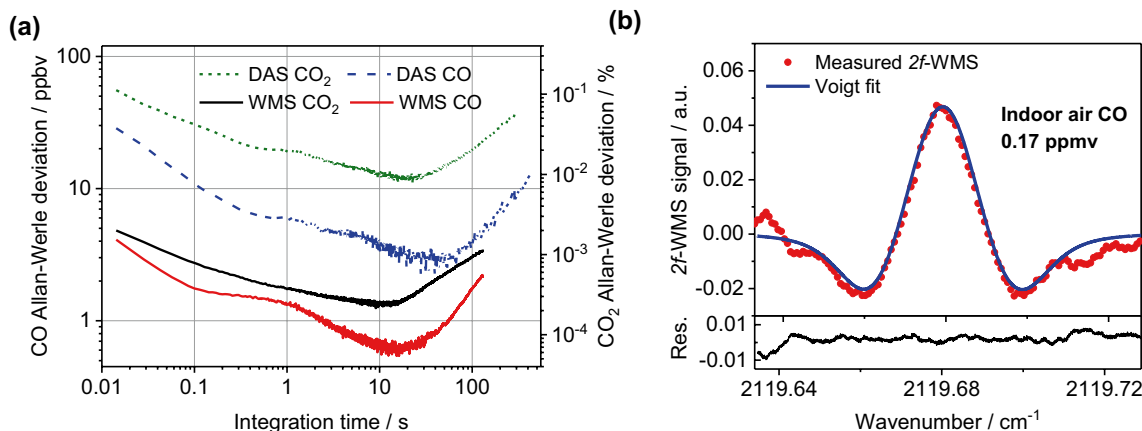 (a)
100
10
1
CO Allan-Werle deviation / ppbv
DAS CO₂
DAS CO
WMS CO₂
WMS CO
10⁻¹
10⁻²
10⁻³
10⁻⁴
CO₂ Allan-Werle deviation / %
0.01 0.1 1 10 100
Integration time / s
(b)
0.06
0.04
0.02
0.00
-0.02
2f-WMS signal / a.u.
Measured 2f-WMS
Voigt fit
Indoor air CO
0.17 ppmv
0.01
-0.01
Res.
2119.64 2119.68 2119.72
Wavenumber / cm⁻¹